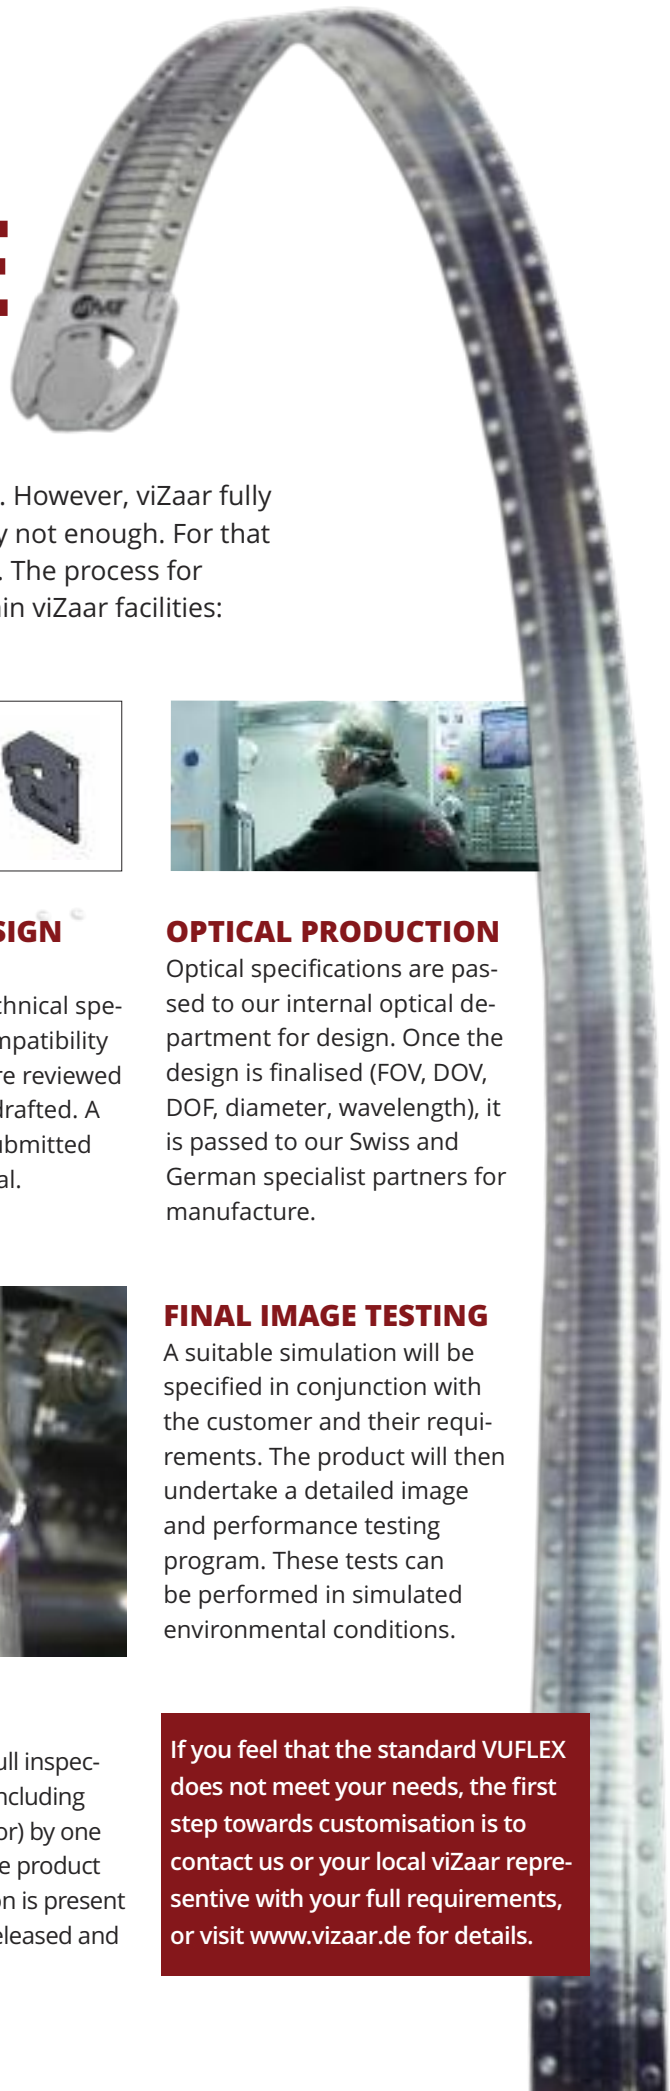 E
. However, viZaar fully
y not enough. For that
. The process for
in viZaar facilities:
SIGN
chnical spe-
mpatibility
re reviewed
drafted. A
ubmitted
al.
OPTICAL PRODUCTION
Optical specifications are pas-
sed to our internal optical de-
partment for design. Once the
design is finalised (FOV, DOV,
DOF, diameter, wavelength), it
is passed to our Swiss and
German specialist partners for
manufacture.
FINAL IMAGE TESTING
A suitable simulation will be
specified in conjunction with
the customer and their requi-
rements. The product will then
undertake a detailed image
and performance testing
program. These tests can
be performed in simulated
environmental conditions.
ull inspec-
ncluding
or) by one
e product
on is present
eleased and
If you feel that the standard VUFLEX
does not meet your needs, the first
step towards customisation is to
contact us or your local viZaar repre-
sentive with your full requirements,
or visit www.vizaar.de for details.